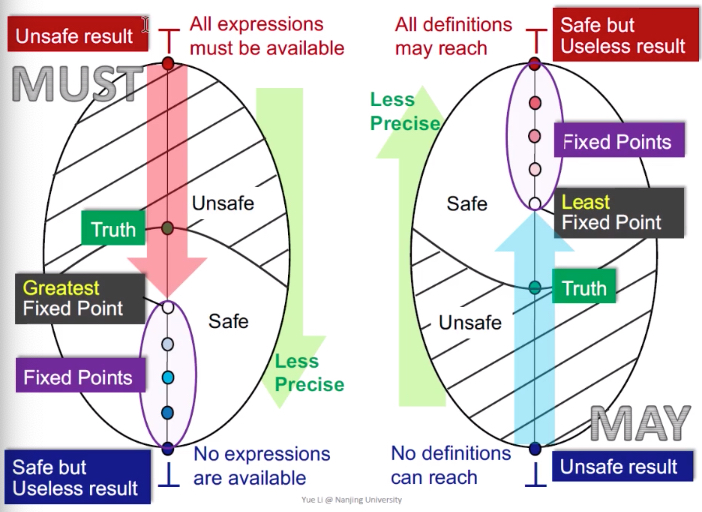 Unsafe result
⊤
All expressions
must be available
MUST
Unsafe
Truth
Greatest
Fixed Point
Safe
Fixed Points
Less
Precise
Safe but
Useless result
⊥
No expressions
are available
All definitions
may reach
⊤
Safe but
Useless result
Less
Precise
Fixed Points
Safe
Least
Fixed Point
Truth
Unsafe
MAY
No definitions
can reach
⊥
Unsafe result
Yue Li @ Nanjing University